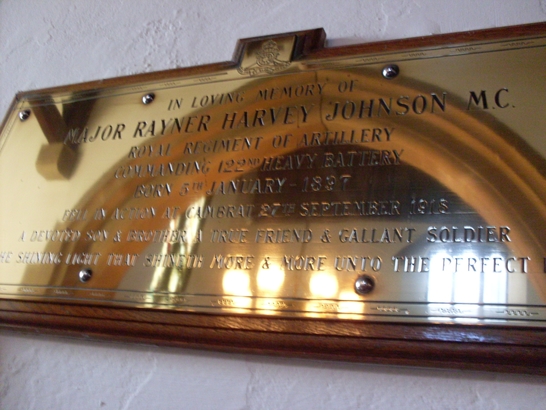 IN LOVING MEMORY OF
MAJOR RAYNER HARVEY JOHNSON M.C.
ROYAL REGIMENT OF ARTILLERY
COMMANDING 122ND HEAVY BATTERY
BORN 5TH JANUARY - 1887
FELL IN ACTION AT CAMBRAI 27TH SEPTEMBER 1918
A DEVOTED SON & BROTHER, A TRUE FRIEND & GALLANT SOLDIER
SHINING LIGHT THAT SHINETH MORE & MORE UNTO THE PERFECT